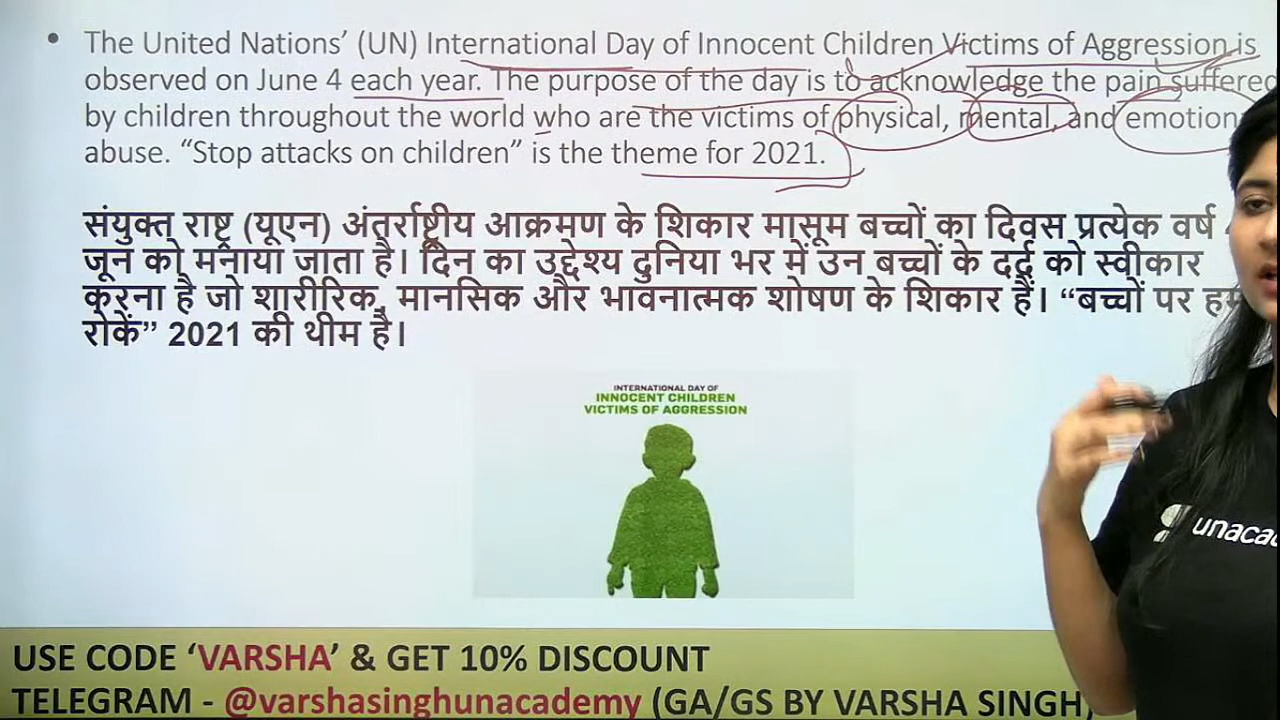 • The United Nations’ (UN) International Day of Innocent Children Victims of Aggression is
observed on June 4 each year. The purpose of the day is to acknowledge the pain suffered
by children throughout the world who are the victims of physical, mental, and emotion
abuse. “Stop attacks on children” is the theme for 2021.
संयुक्त राष्ट्र (यूएन) अंतर्राष्ट्रीय आक्रमण के शिकार मासूम बच्चों का दिवस प्रत्येक वर्ष
जून को मनाया जाता है। दिन का उद्देश्य दुनिया भर में उन बच्चों के दर्द को स्वीकार
करना है जो शारीरिक, मानसिक और भावनात्मक शोषण के शिकार हैं। “बच्चों पर
रोकें” 2021 की थीम है।
INTERNATIONAL DAY OF
INNOCENT CHILDREN
VICTIMS OF AGGRESSION
unaca
USE CODE ‘VARSHA’ & GET 10% DISCOUNT
TELEGRAM - @varshasinghunacademy (GA/GS BY VARSHA SINGH)